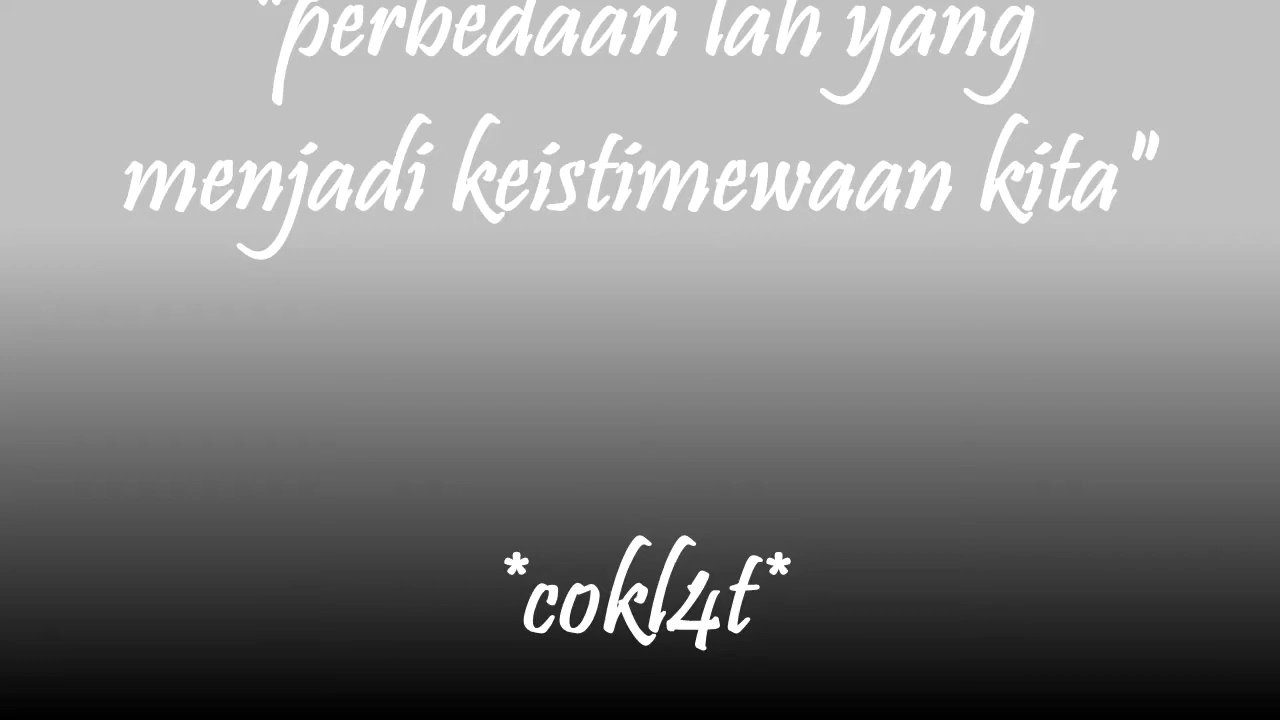 "perbedaan lah yang
menjadi keistimewaan kita"
*cokl4t*